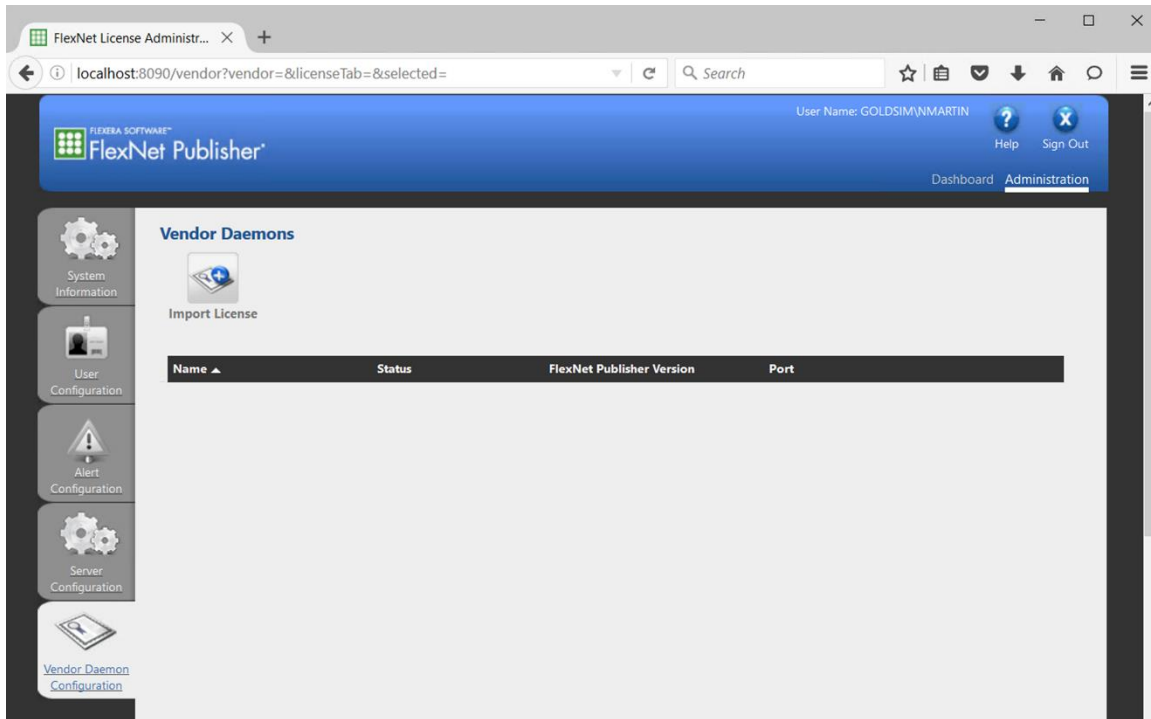 FlexNet License Administr...
localhost:8090/vendor?vendor=&licenseTab=&selected=
Search
User Name: GOLDSIM\NMARTIN
Help
Sign Out
FLEXERA SOFTWARE™
FlexNet Publisher®
Dashboard
Administration
System
Information
User
Configuration
Alert
Configuration
Server
Configuration
Vendor Daemon
Configuration
Vendor Daemons
Import License
Name
Status
FlexNet Publisher Version
Port